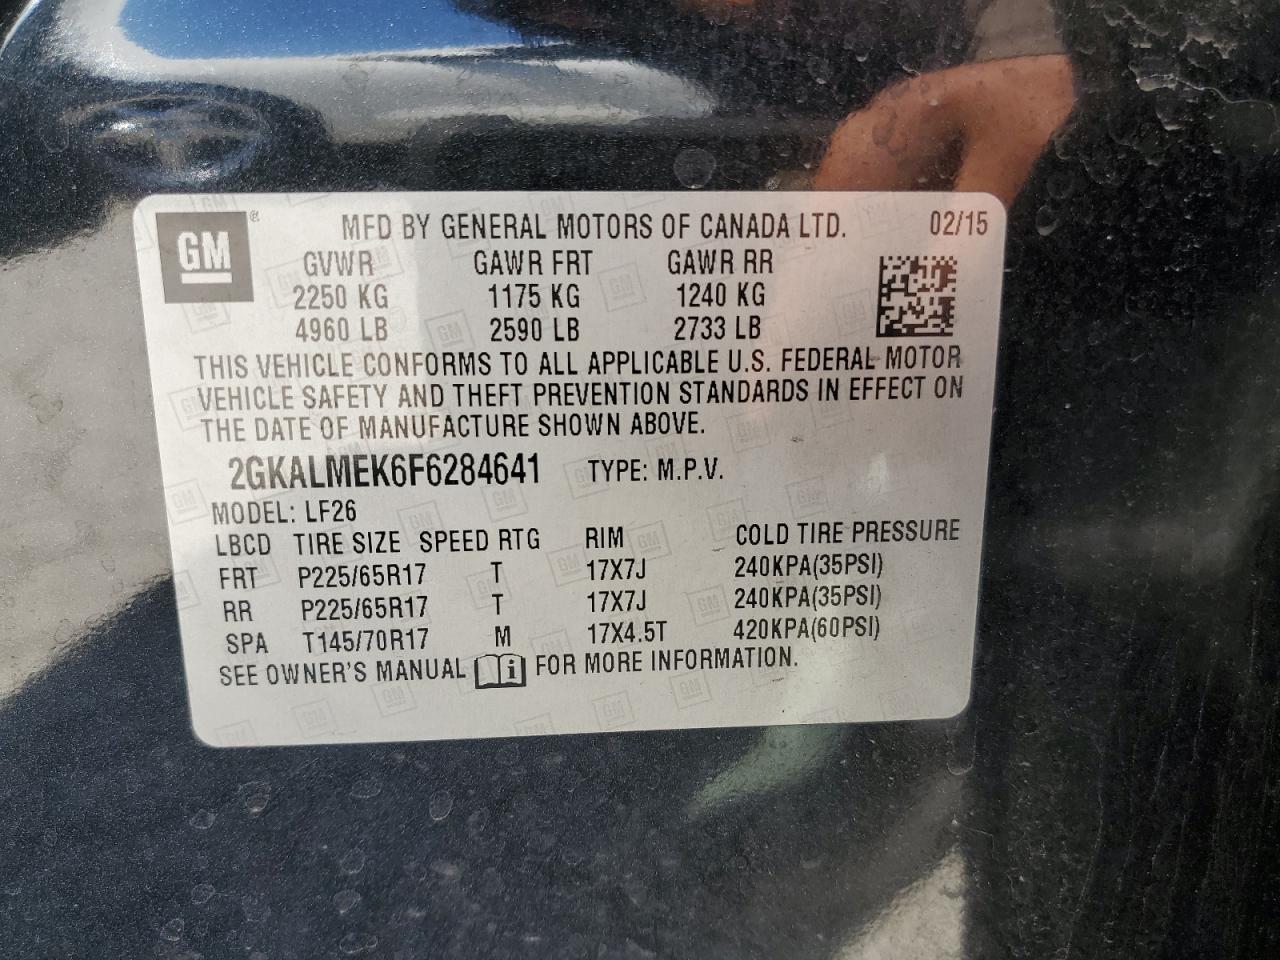 GM ® MFD BY GENERAL MOTORS OF CANADA LTD. 02/15
GVWR GAWR FRT GAWR RR
2250 KG 1175 KG 1240 KG
4960 LB 2590 LB 2733 LB
THIS VEHICLE CONFORMS TO ALL APPLICABLE U.S. FEDERAL MOTOR
VEHICLE SAFETY AND THEFT PREVENTION STANDARDS IN EFFECT ON
THE DATE OF MANUFACTURE SHOWN ABOVE.
2GKALMEK6F6284641 TYPE: M.P.V.
MODEL: LF26
LBCD TIRE SIZE SPEED RTG RIM COLD TIRE PRESSURE
FRT P225/65R17 T 17X7J 240KPA(35PSI)
RR P225/65R17 T 17X7J 240KPA(35PSI)
SPA T145/70R17 M 17X4.5T 420KPA(60PSI)
SEE OWNER'S MANUAL i FOR MORE INFORMATION.